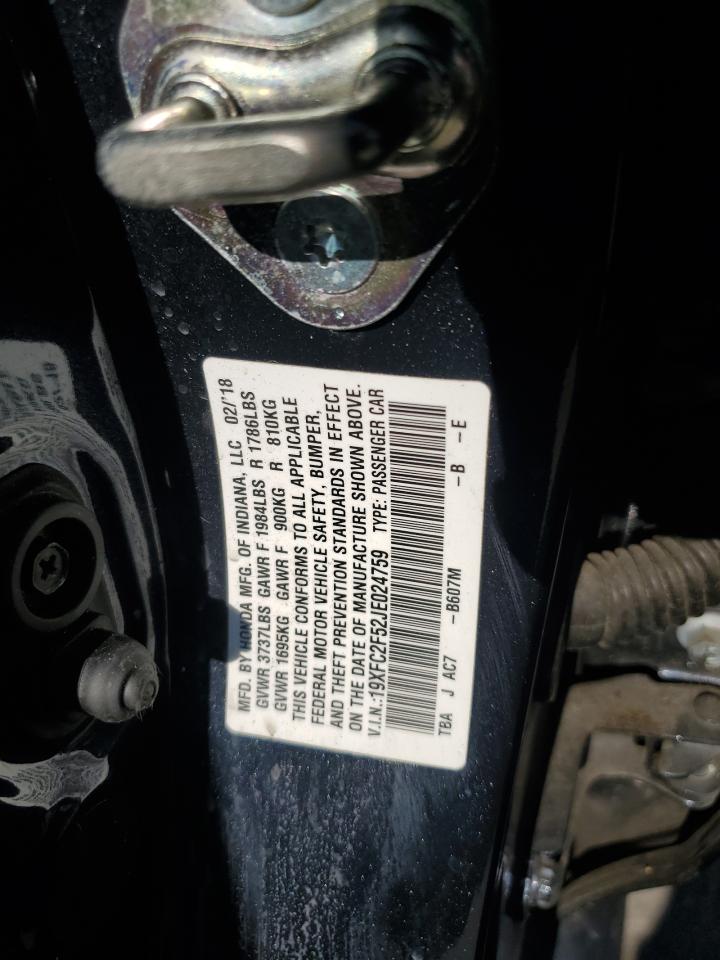 MFD. BY HONDA MFG. OF INDIANA, LLC 02/'18
GVWR 3737LBS GAWR F 1984LBS R 1786LBS
GVWR 1695KG GAWR F 900KG R 810KG
THIS VEHICLE CONFORMS TO ALL APPLICABLE
FEDERAL MOTOR VEHICLE SAFETY, BUMPER,
AND THEFT PREVENTION STANDARDS IN EFFECT
ON THE DATE OF MANUFACTURE SHOWN ABOVE.
V.I.N.:19XFC2F52JE024759 TYPE: PASSENGER CAR
TBA J AC7 -B607M -B -E